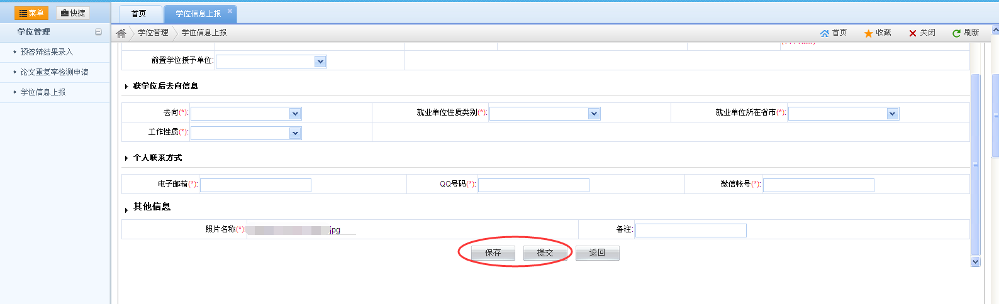 菜单 快捷
首页 学位信息上报
学位管理
学位管理 学位信息上报
首页 收藏 关闭 刷新
预答辩结果录入
论文重复率检测申请
学位信息上报
前置学位授予单位:
获学位后去向信息
去向(*): 就业单位性质类别(*): 就业单位所在省市(*):
工作性质(*):
个人联系方式
电子邮箱(*): QQ号码(*): 微信帐号(*):
其他信息
照片名称(*) jpg 备注:
保存 提交 返回